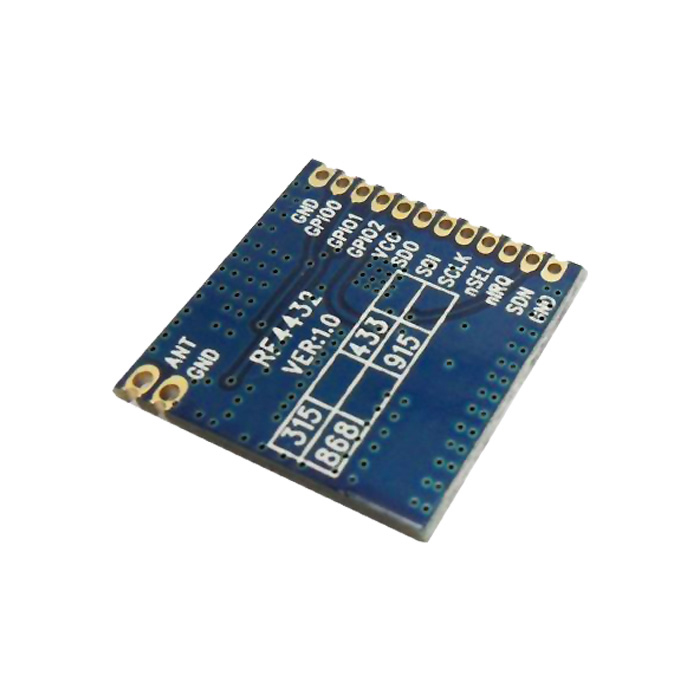 GND
GPIO0
GPIO1
GPIO2
VCC
SDO
SDI
SCLK
nSEL
nIRQ
SDN
GND
ANT
GND
RF4432
VER:1.0
433
915
315
868